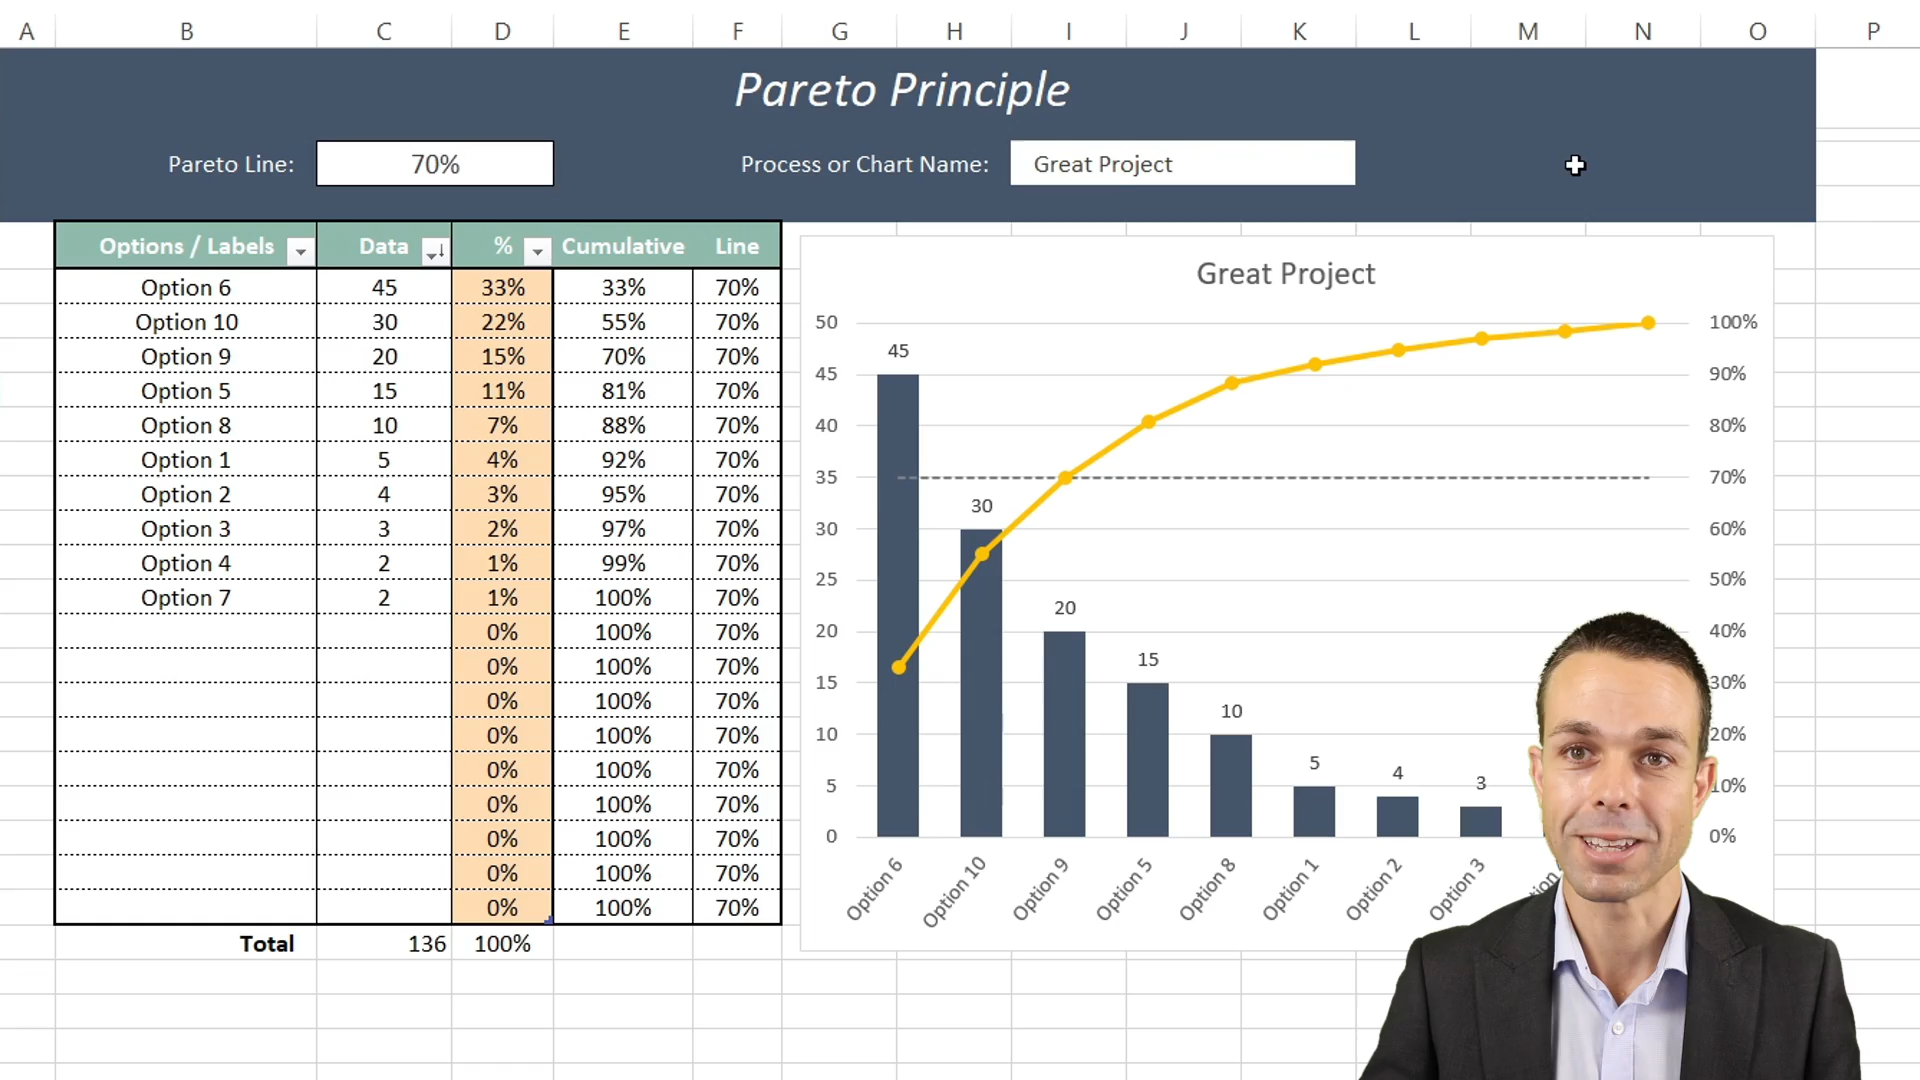 A B C D E F G H I J K L M N O P
Pareto Principle
Pareto Line: 70% Process or Chart Name: Great Project
Options / Labels Data % Cumulative Line
Option 6 45 33% 33% 70%
Option 10 30 22% 55% 70%
Option 9 20 15% 70% 70%
Option 5 15 11% 81% 70%
Option 8 10 7% 88% 70%
Option 1 5 4% 92% 70%
Option 2 4 3% 95% 70%
Option 3 3 2% 97% 70%
Option 4 2 1% 99% 70%
Option 7 2 1% 100% 70%
0% 100% 70%
0% 100% 70%
0% 100% 70%
0% 100% 70%
0% 100% 70%
0% 100% 70%
0% 100% 70%
0% 100% 70%
0% 100% 70%
Total 136 100%
Great Project
50 100%
45
45 90%
40 80%
35 70%
30
30 60%
25 50%
20
20 40%
15
15 30%
10
10 20%
5 4 3
5 10%
0 0%
Option 6 Option 10 Option 9 Option 5 Option 8 Option 1 Option 2 Option 3